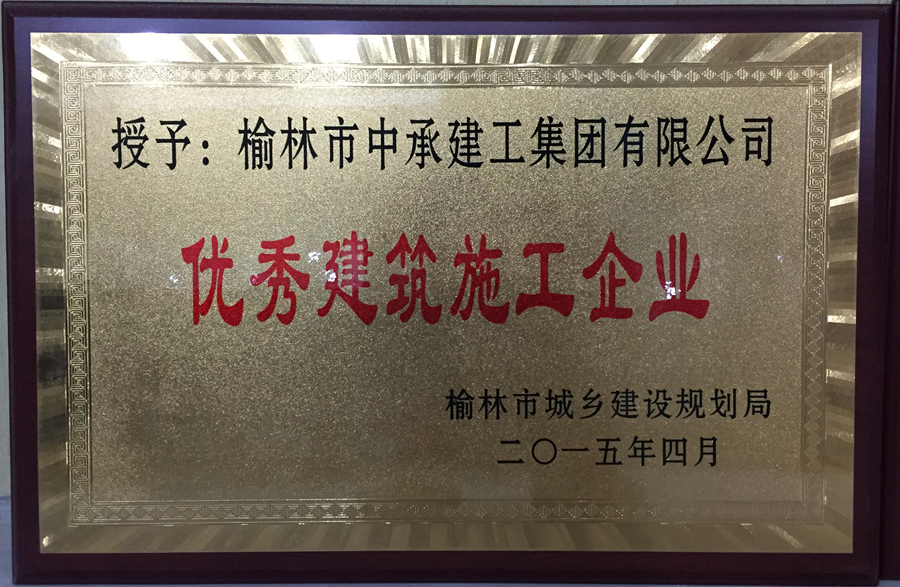 授予：榆林市中承建工集团有限公司
优秀建筑施工企业
榆林市城乡建设规划局
二〇一五年四月